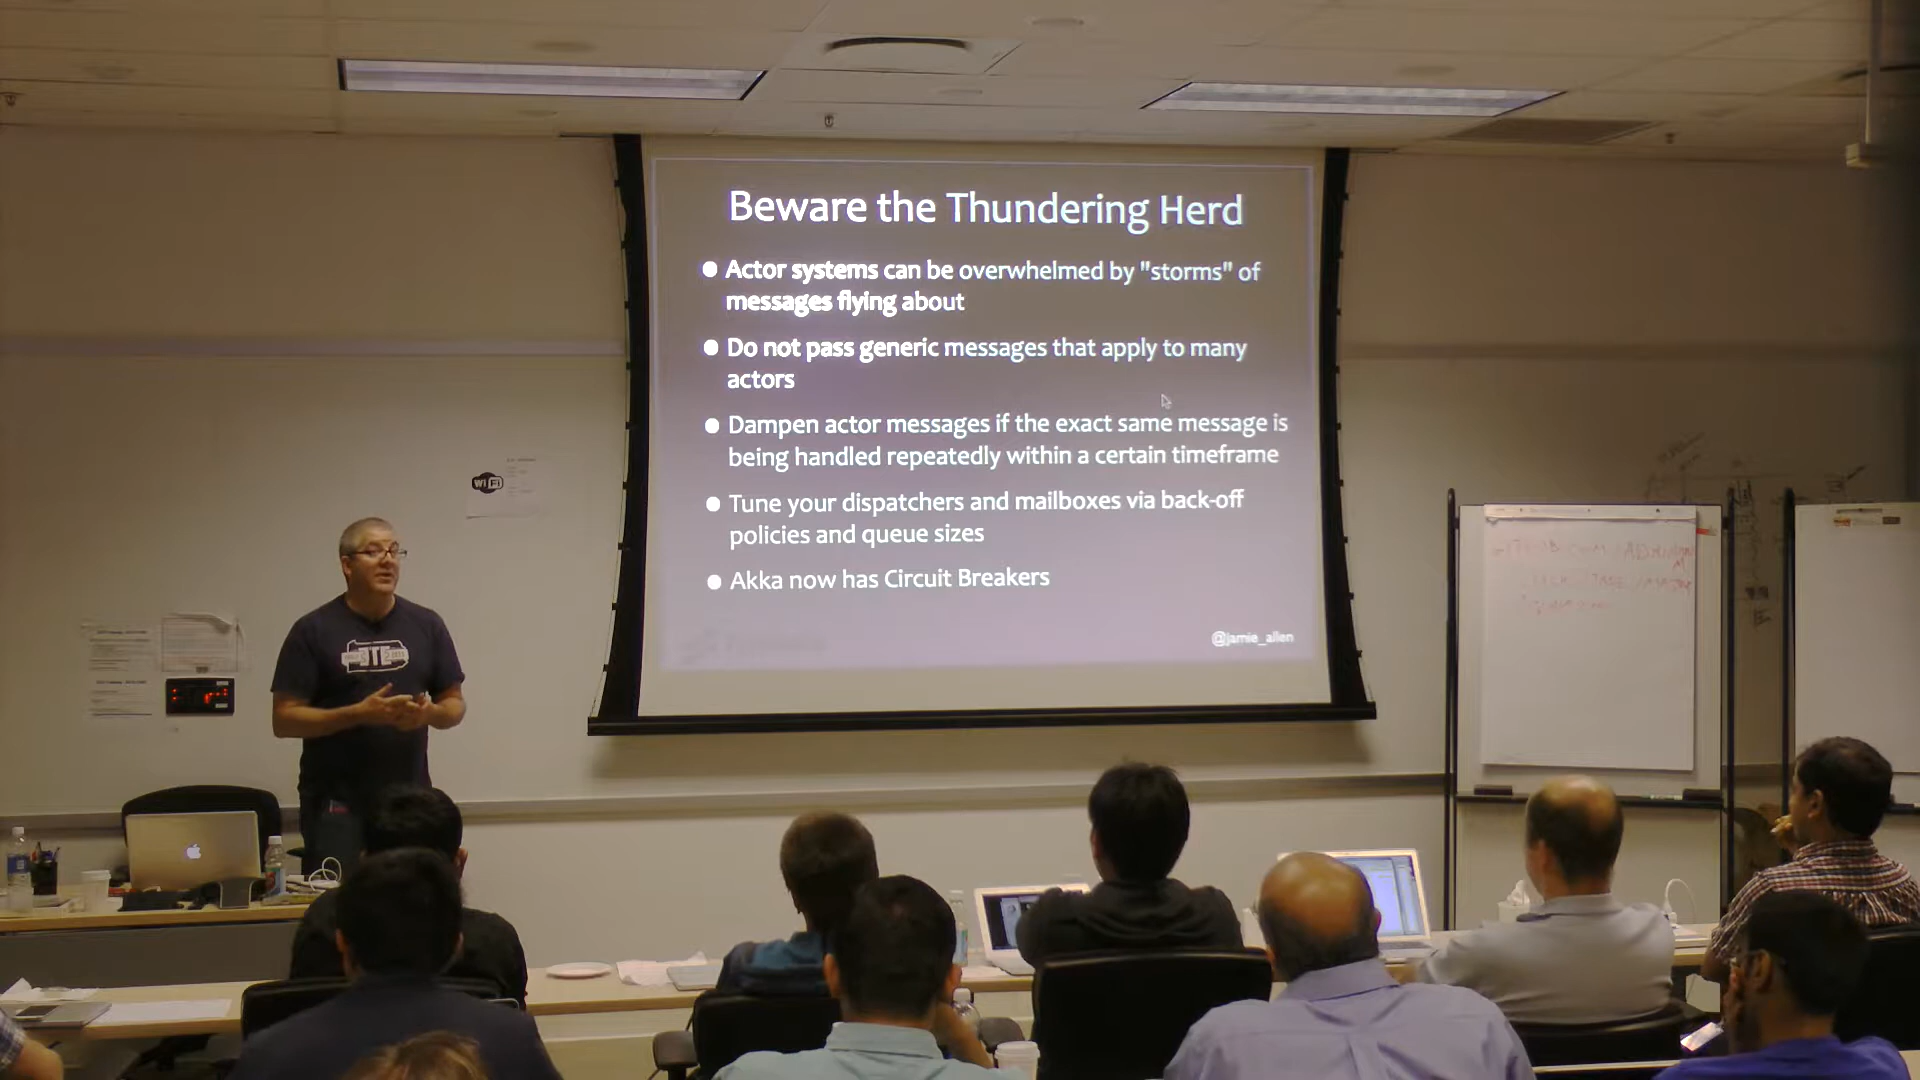 Beware the Thundering Herd
Actor systems can be overwhelmed by "storms" of
messages flying about
Do not pass generic messages that apply to many
actors
Dampen actor messages if the exact same message is
being handled repeatedly within a certain timeframe
Tune your dispatchers and mailboxes via back-off
policies and queue sizes
Akka now has Circuit Breakers
@jamie_allen
Wi Fi